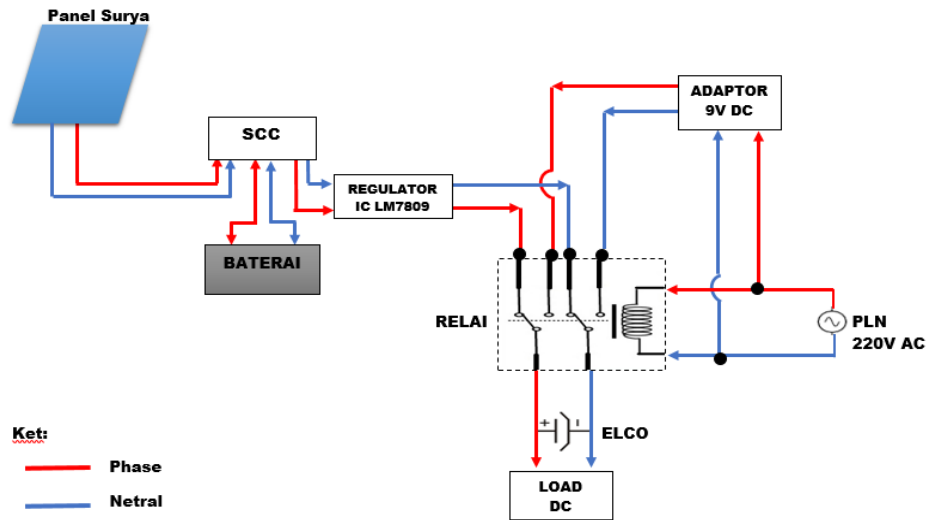 Panel Surya
SCC
ADAPTOR
9V DC
REGULATOR
IC LM7809
BATERAI
RELAI
PLN
220V AC
+
-
ELCO
Ket:
Phase
Netral
LOAD
DC